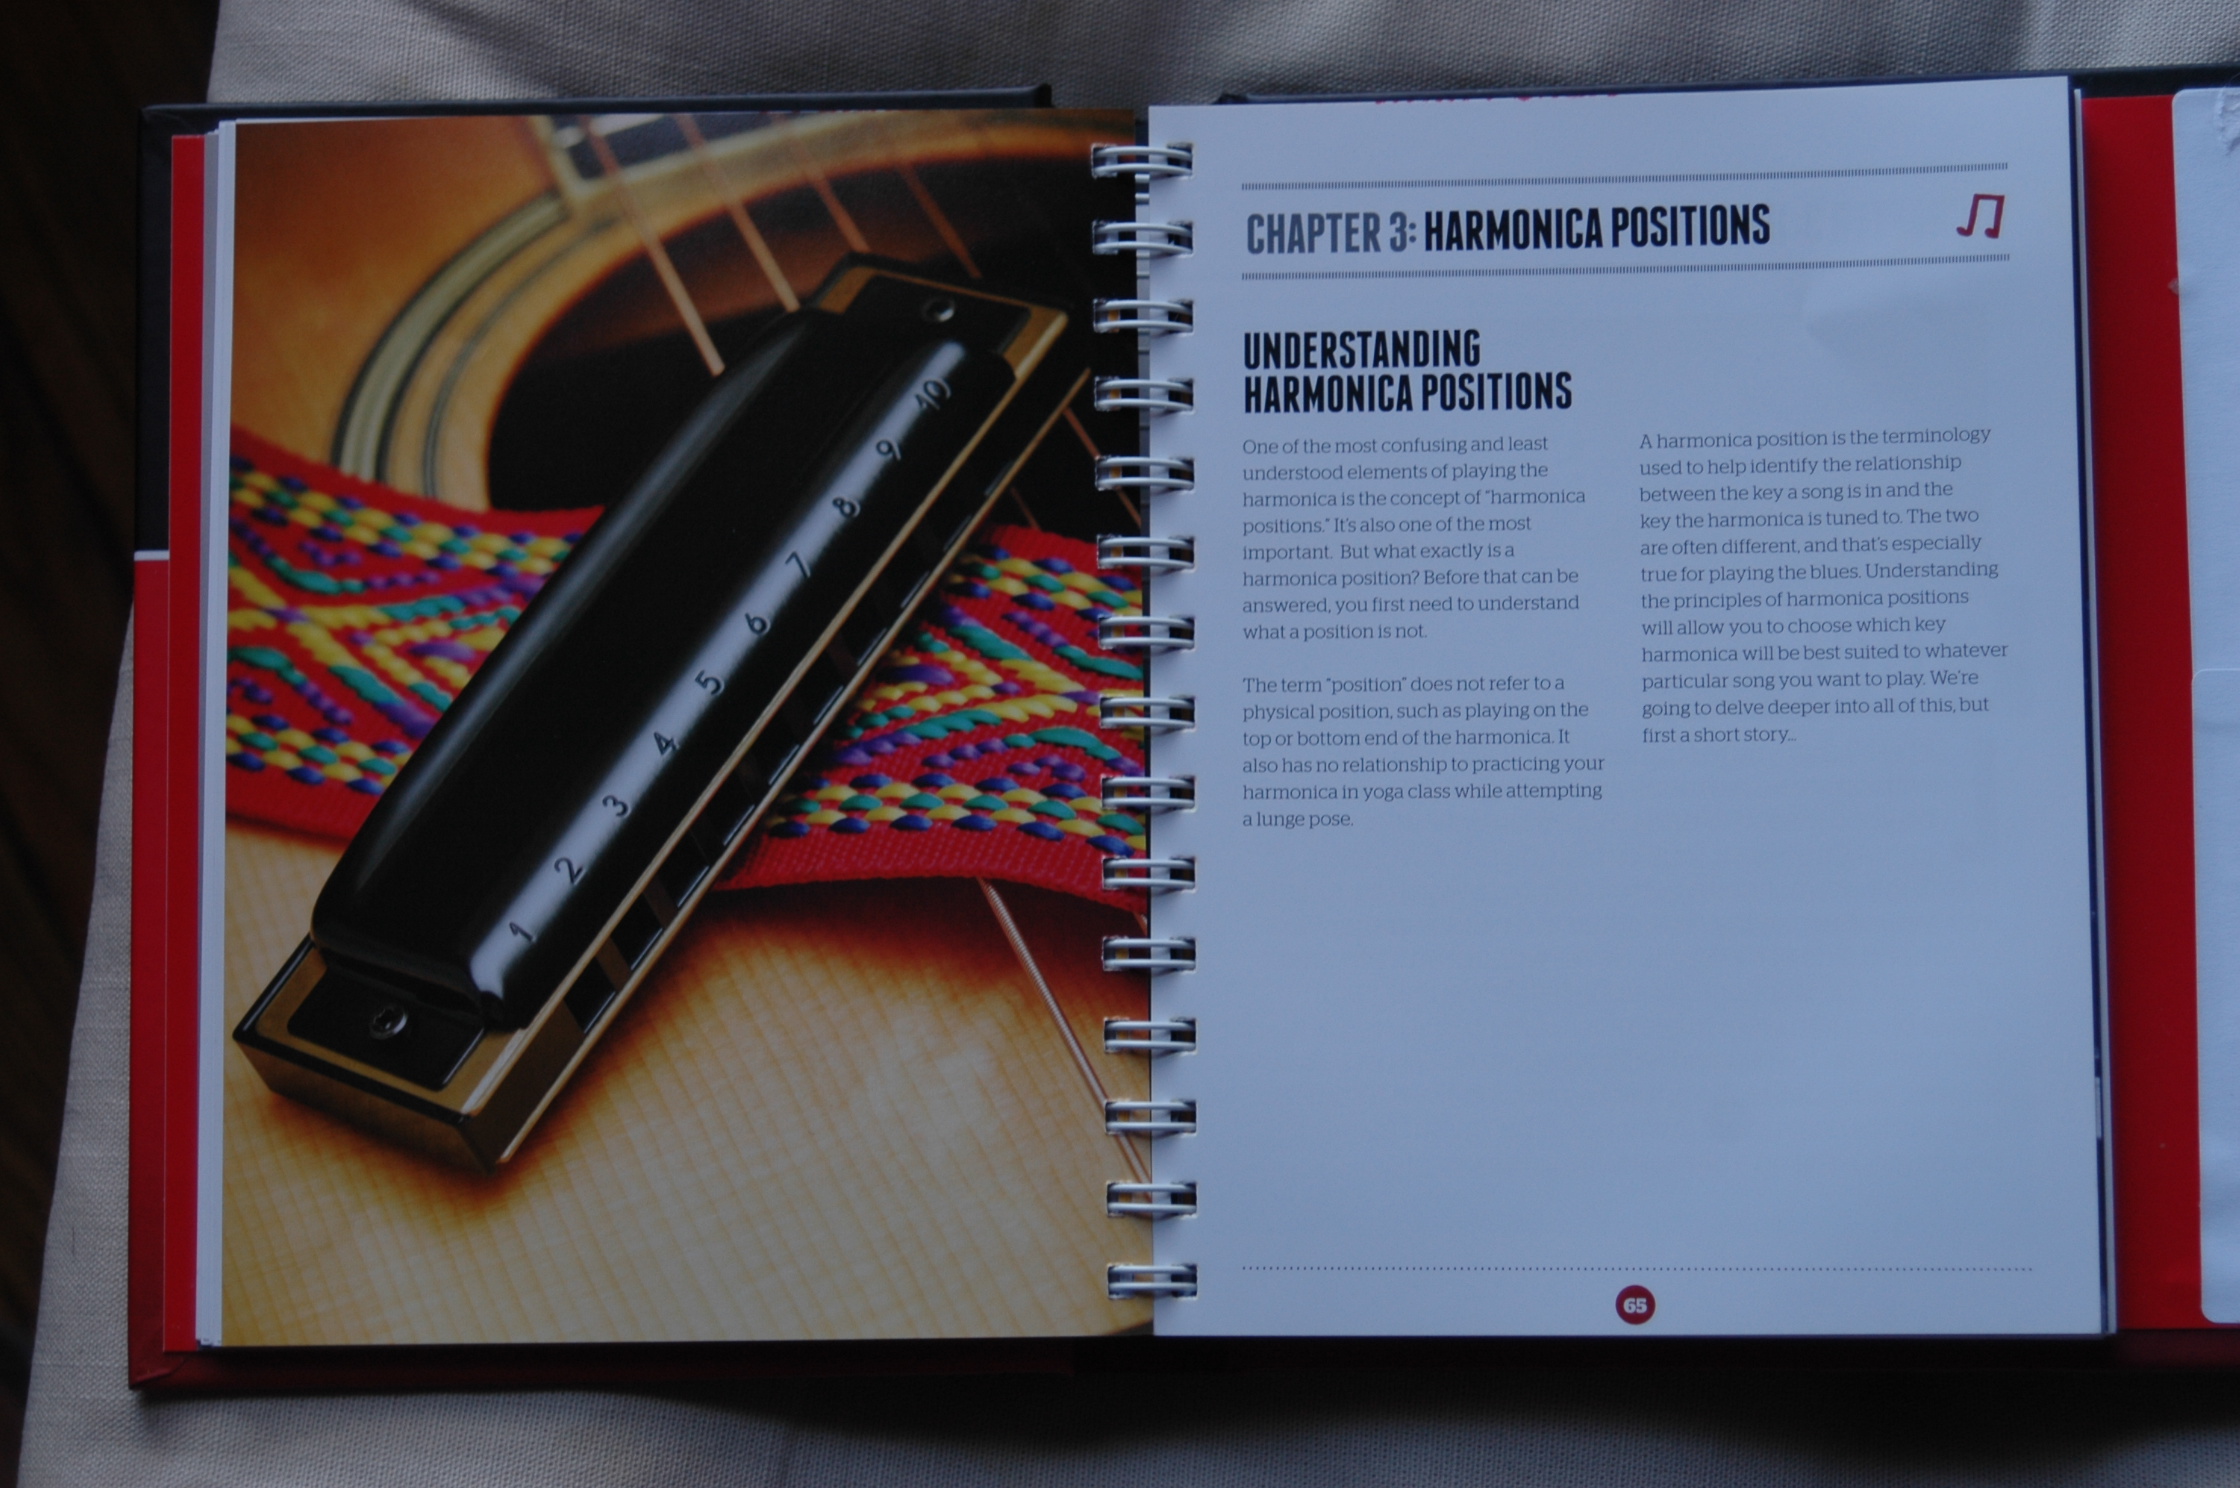 10
9
8
7
6
5
4
3
2
1
CHAPTER 3: HARMONICA POSITIONS
UNDERSTANDING
HARMONICA POSITIONS
One of the most confusing and least
understood elements of playing the
harmonica is the concept of "harmonica
positions." It's also one of the most
important. But what exactly is a
harmonica position? Before that can be
answered, you first need to understand
what a position is not.
The term "position" does not refer to a
physical position, such as playing on the
top or bottom end of the harmonica. It
also has no relationship to practicing your
harmonica in yoga class while attempting
a lunge pose.
A harmonica position is the terminology
used to help identify the relationship
between the key a song is in and the
key the harmonica is tuned to. The two
are often different, and that's especially
true for playing the blues. Understanding
the principles of harmonica positions
will allow you to choose which key
harmonica will be best suited to whatever
particular song you want to play. We're
going to delve deeper into all of this, but
first a short story...
65